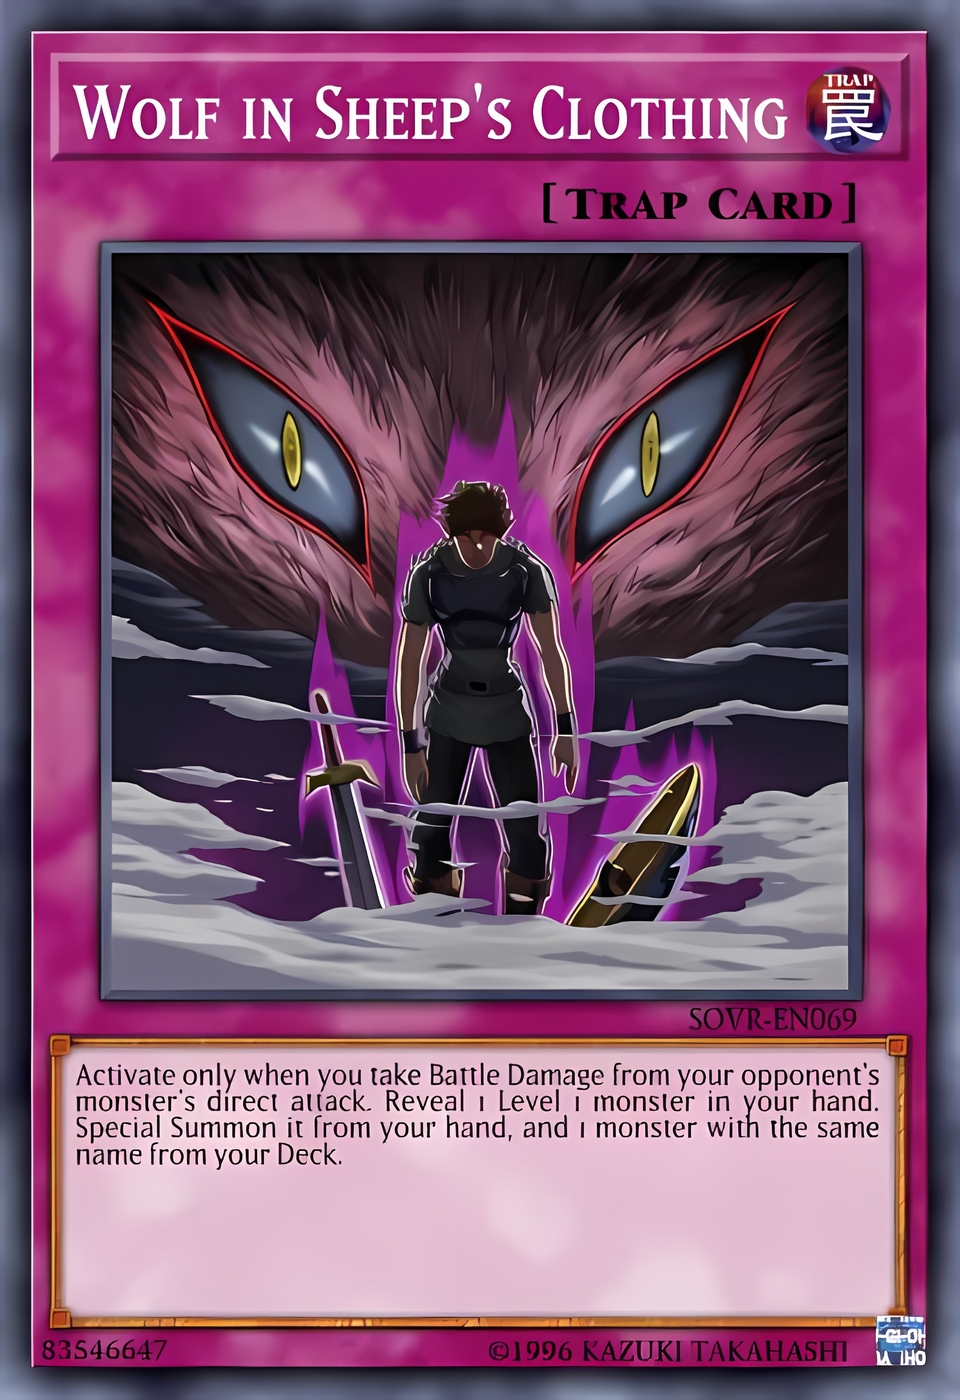 WOLF IN SHEEP'S CLOTHING
TRAP
罠
[TRAP CARD]
SOVR-EN069
Activate only when you take Battle Damage from your opponent's
monster's direct attack. Reveal 1 Level 1 monster in your hand.
Special Summon it from your hand, and 1 monster with the same
name from your Deck.
83546647
©1996 KAZUKI TAKAHASHI